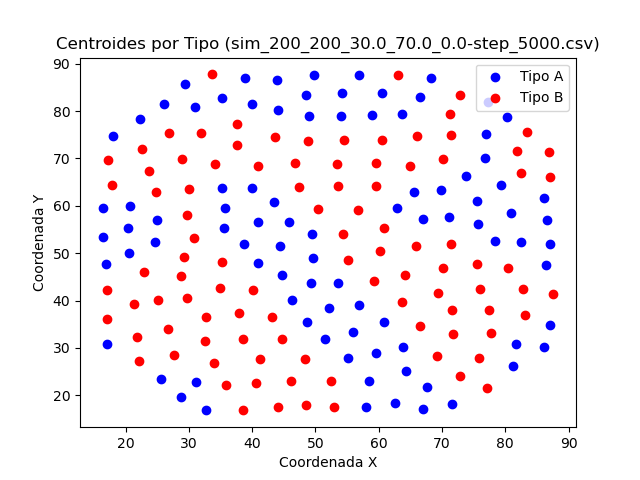 Centroides por Tipo (sim_200_200_30.0_70.0_0.0-step_5000.csv)
Tipo A
Tipo B
90
80
70
60
50
40
30
20
Coordenada Y
20 30 40 50 60 70 80 90
Coordenada X